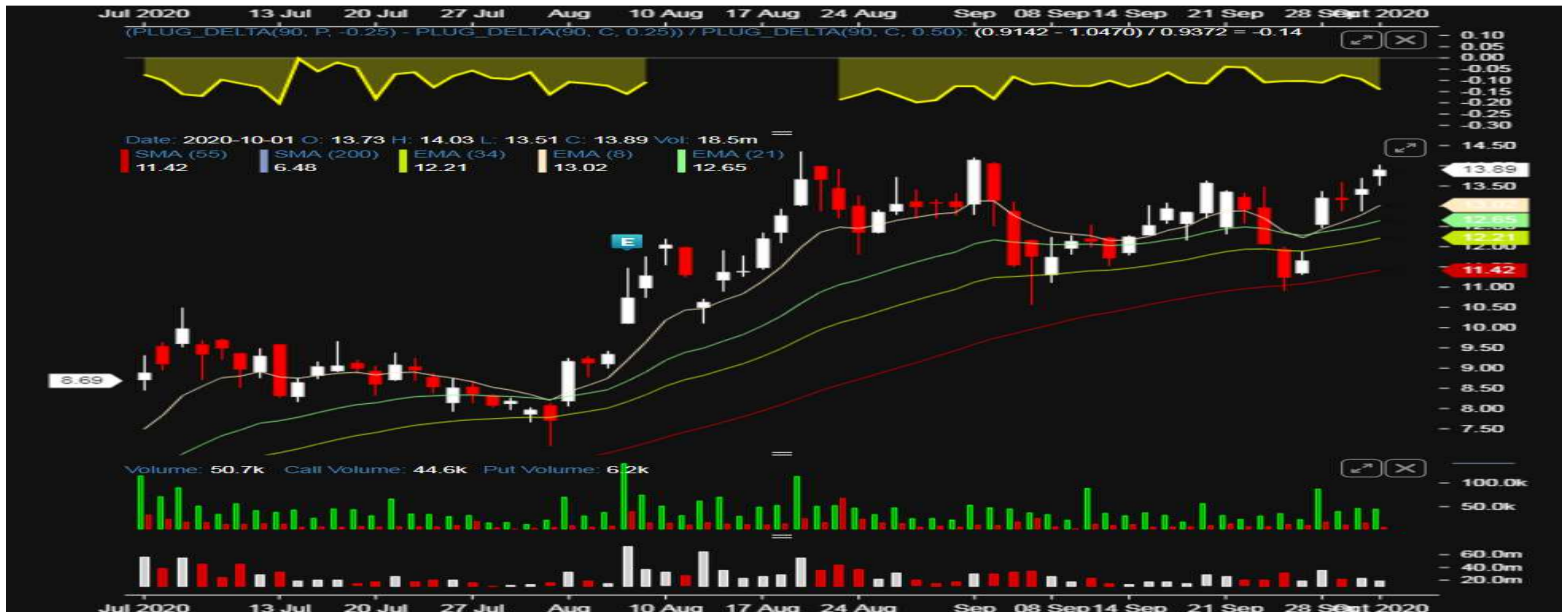 Jul 2020 13 Jul 20 Jul 27 Jul Aug 10 Aug 17 Aug 24 Aug Sep 08 Sep 14 Sep 21 Sep 28 Sep Oct 2020
(PLUG_DELTA(90, P, -0.25) - PLUG_DELTA(90, C, 0.25)) / PLUG_DELTA(90, C, 0.50): (0.9142 - 1.0470) / 0.9372 = -0.14
0.10
0.05
0.00
-0.05
-0.10
-0.15
-0.20
-0.25
-0.30
Date: 2020-10-01 O: 13.73 H: 14.03 L: 13.51 C: 13.89 Vol: 18.5m
SMA (55) SMA (200) EMA (34) EMA (8) EMA (21)
11.42 6.48 12.21 13.02 12.65
14.50
13.89
13.50
13.02
12.65
12.21
12.00
11.42
11.00
10.50
10.00
9.50
9.00
8.50
8.00
7.50
E
8.69
Volume: 50.7k Call Volume: 44.6k Put Volume: 6.2k
100.0k
50.0k
60.0m
40.0m
20.0m
Jul 2020 13 Jul 20 Jul 27 Jul Aug 10 Aug 17 Aug 24 Aug Sep 08 Sep 14 Sep 21 Sep 28 Sep Oct 2020